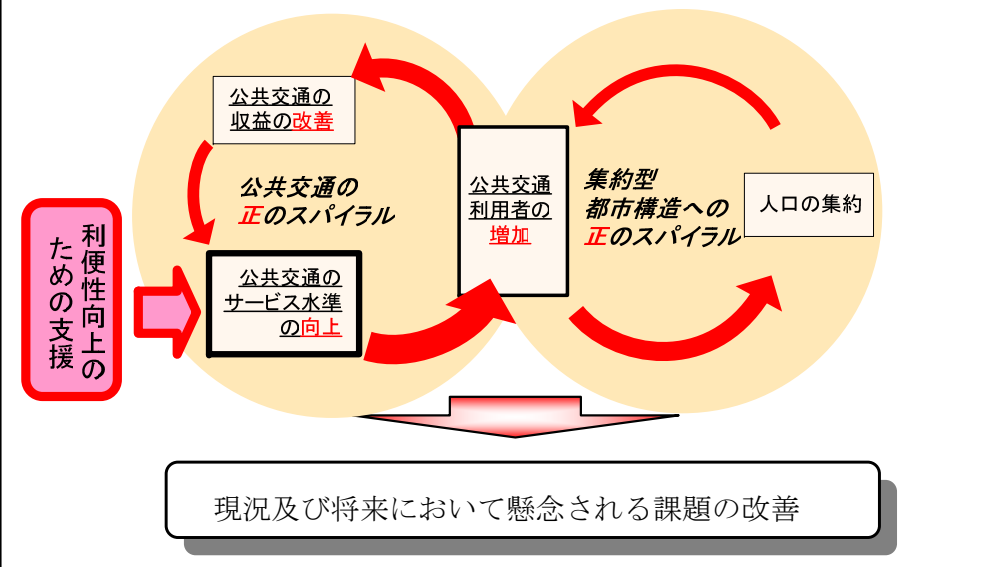 利便性向上の
ための支援
公共交通の
収益の改善
公共交通の
正のスパイラル
公共交通の
サービス水準
の向上
公共交通
利用者の
増加
集約型
都市構造への
正のスパイラル
人口の集約
現況及び将来において懸念される課題の改善